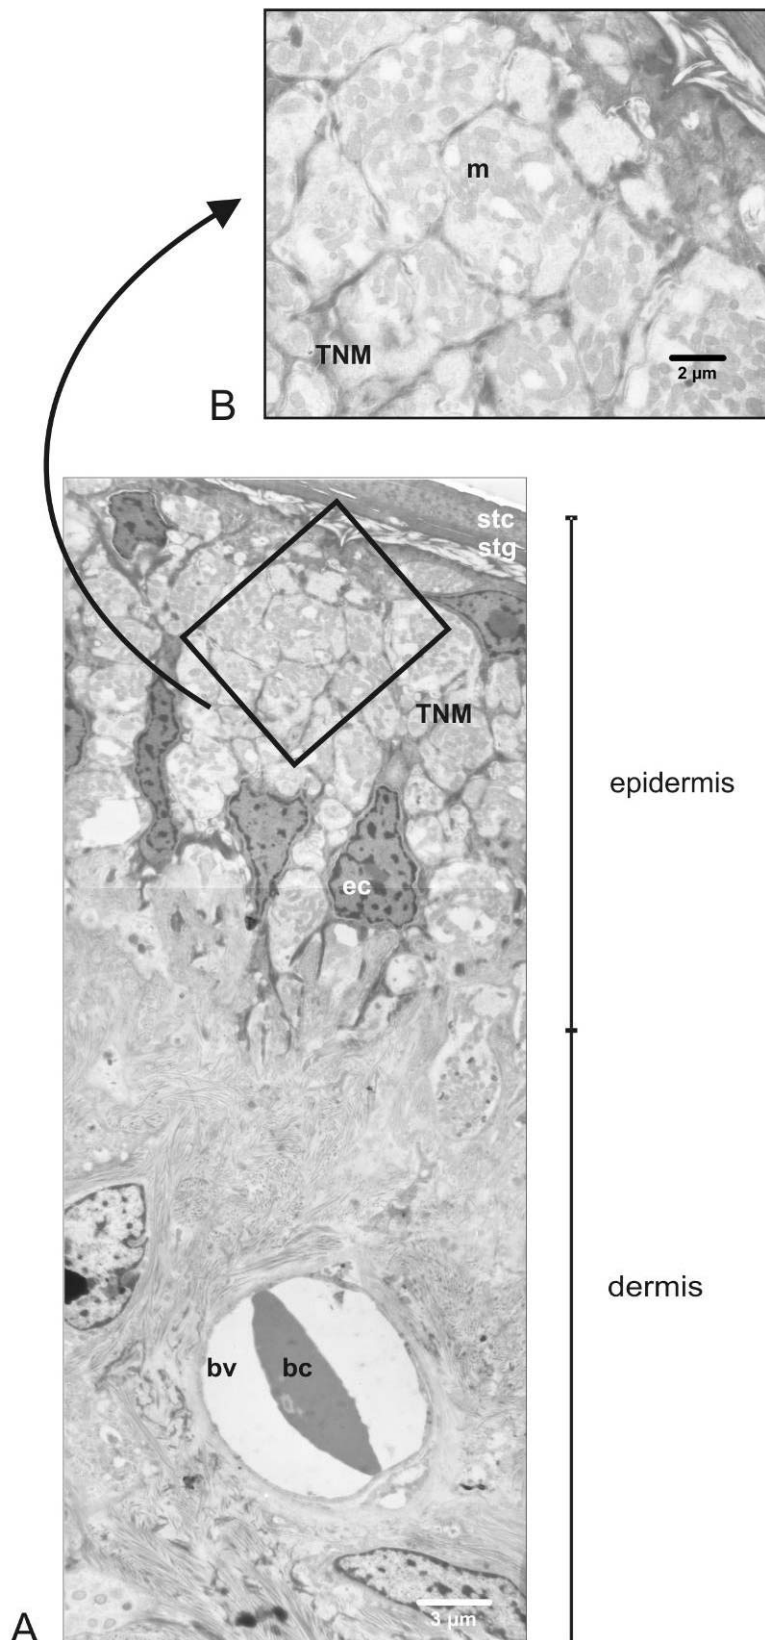 m
TNM
2 µm
B
stc
stg
TNM
epidermis
ec
dermis
bv
bc
3 µm
A